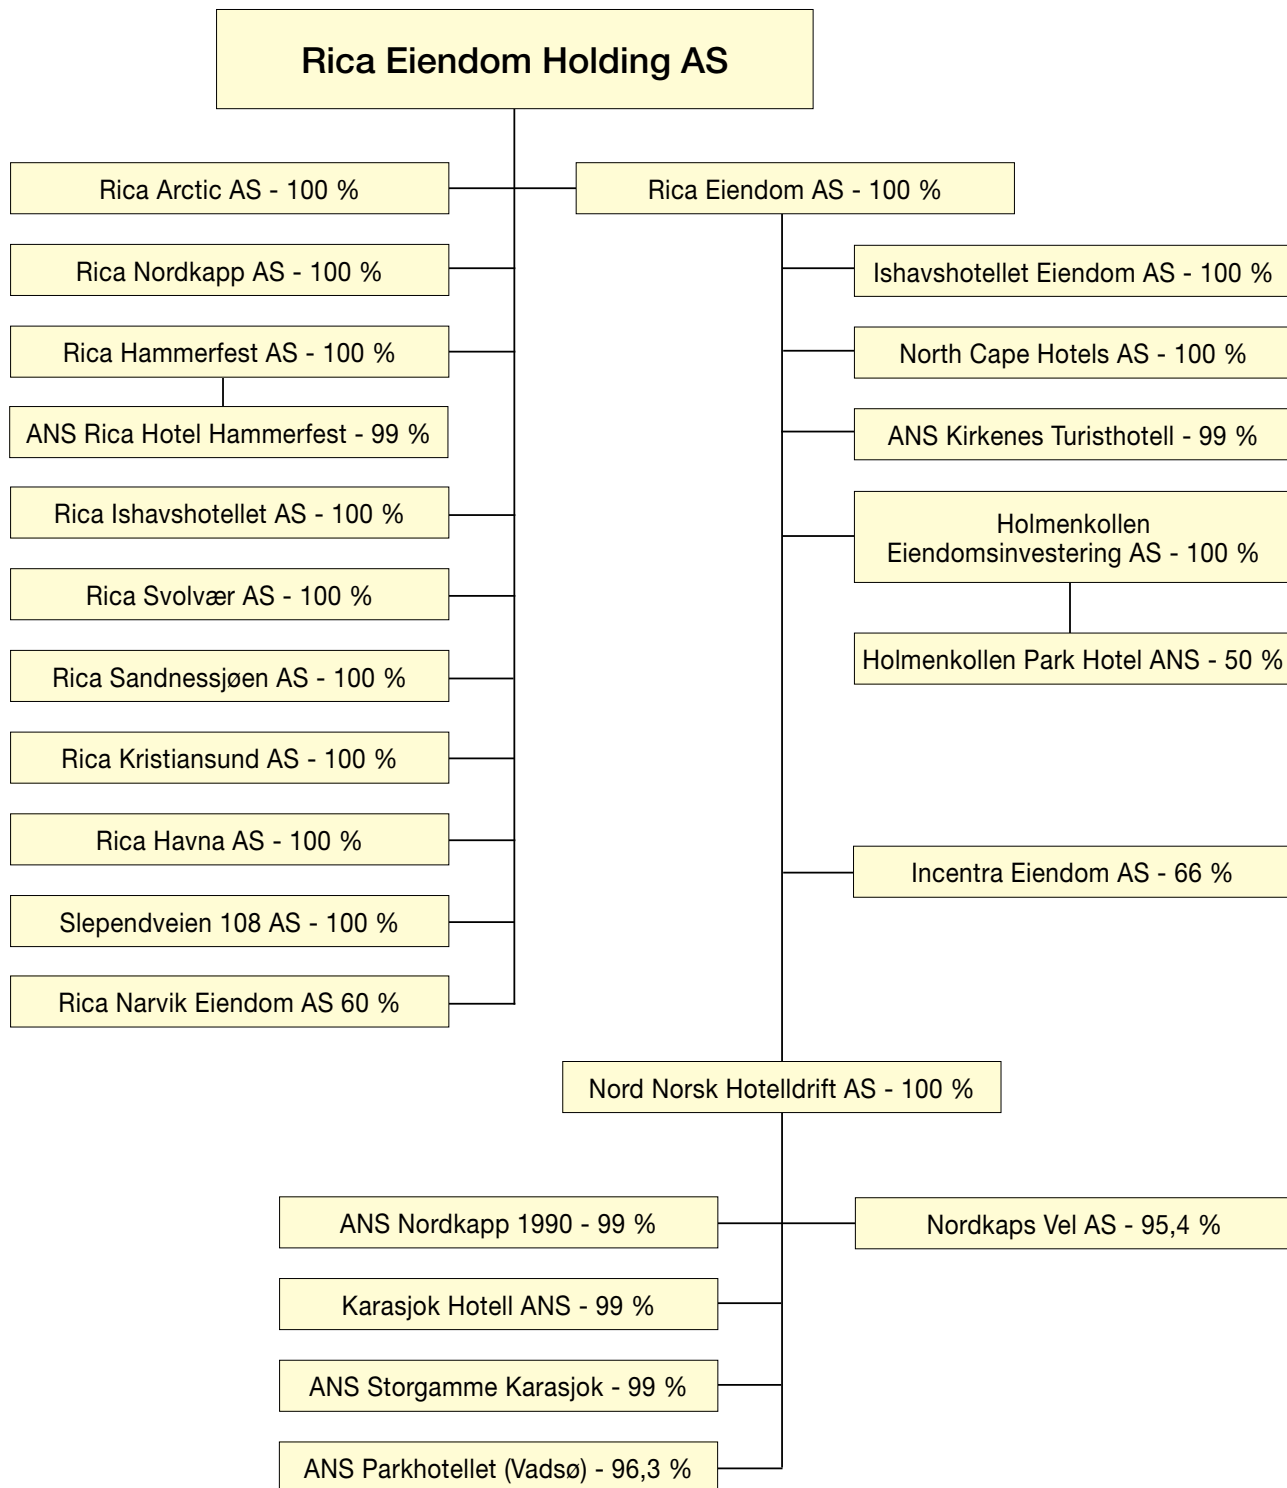 Rica Eiendom Holding AS
Rica Arctic AS - 100 %
Rica Eiendom AS - 100 %
Rica Nordkapp AS - 100 %
Ishavshotellet Eiendom AS - 100 %
Rica Hammerfest AS - 100 %
North Cape Hotels AS - 100 %
ANS Rica Hotel Hammerfest - 99 %
ANS Kirkenes Turisthotell - 99 %
Rica Ishavshotellet AS - 100 %
Holmenkollen
Eiendomsinvestering AS - 100 %
Rica Svolvær AS - 100 %
Rica Sandnessjøen AS - 100 %
Holmenkollen Park Hotel ANS - 50 %
Rica Kristiansund AS - 100 %
Rica Havna AS - 100 %
Incentra Eiendom AS - 66 %
Slependveien 108 AS - 100 %
Rica Narvik Eiendom AS 60 %
Nord Norsk Hotelldrift AS - 100 %
ANS Nordkapp 1990 - 99 %
Nordkaps Vel AS - 95,4 %
Karasjok Hotell ANS - 99 %
ANS Storgamme Karasjok - 99 %
ANS Parkhotellet (Vadsø) - 96,3 %